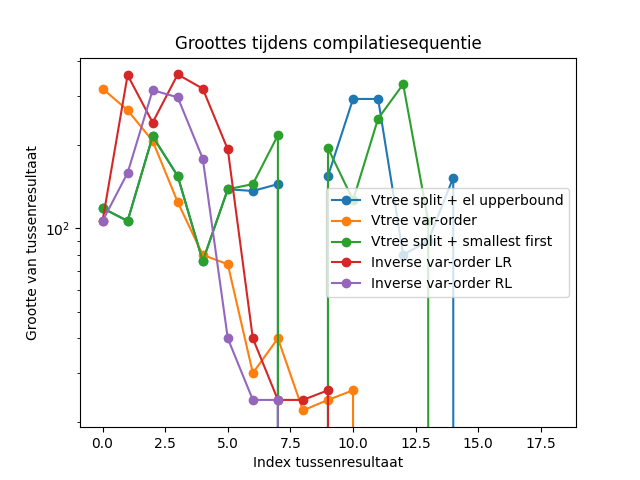 Groottes tijdens compilatiesequentie
Grootte van tussenresultaat
10²
Vtree split + el upperbound
Vtree var-order
Vtree split + smallest first
Inverse var-order LR
Inverse var-order RL
0.0 2.5 5.0 7.5 10.0 12.5 15.0 17.5
Index tussenresultaat